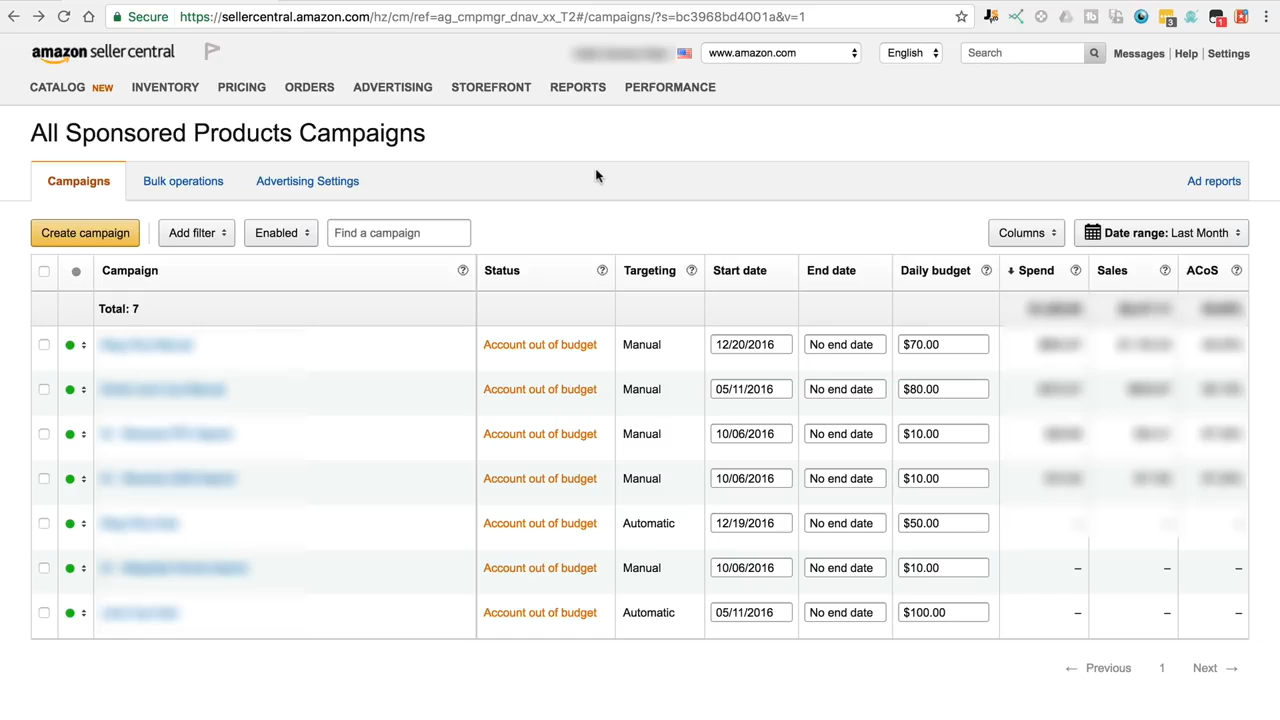 Secure https://sellercentral.amazon.com/hz/cm/ref=ag_cmpmgr_dnav_xx_T2#/campaigns/?s=bc3968bd4001a&v=1
3
1
amazon seller central
www.amazon.com
English
Search
Messages | Help | Settings
CATALOG NEW INVENTORY PRICING ORDERS ADVERTISING STOREFRONT REPORTS PERFORMANCE
All Sponsored Products Campaigns
Campaigns Bulk operations Advertising Settings Ad reports
Create campaign Add filter Enabled Find a campaign Columns Date range: Last Month
Campaign Status Targeting Start date End date Daily budget Spend Sales ACoS
Total: 7
Account out of budget Manual 12/20/2016 No end date $70.00
Account out of budget Manual 05/11/2016 No end date $80.00
Account out of budget Manual 10/06/2016 No end date $10.00
Account out of budget Manual 10/06/2016 No end date $10.00
Account out of budget Automatic 12/19/2016 No end date $50.00
Account out of budget Manual 10/06/2016 No end date $10.00 – – –
Account out of budget Automatic 05/11/2016 No end date $100.00 – – –
← Previous 1 Next →